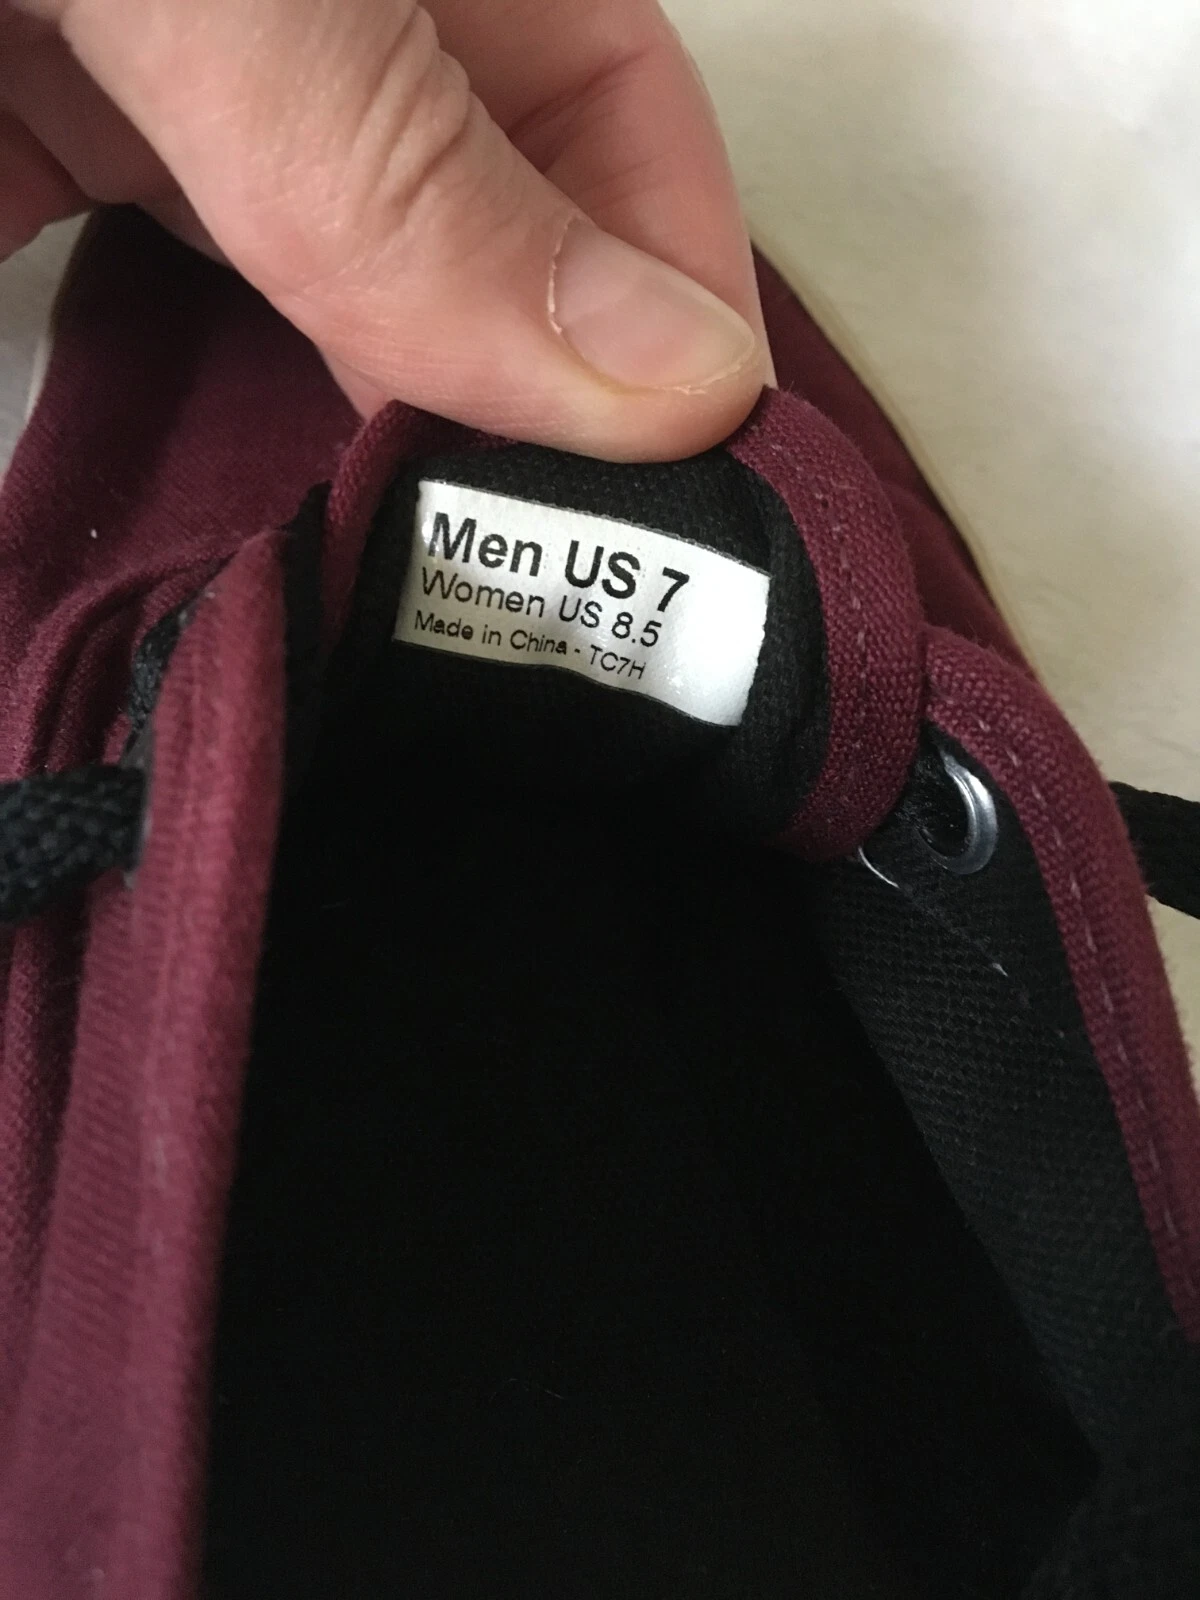 Men US 7
Women US 8.5
Made in China - TC7H